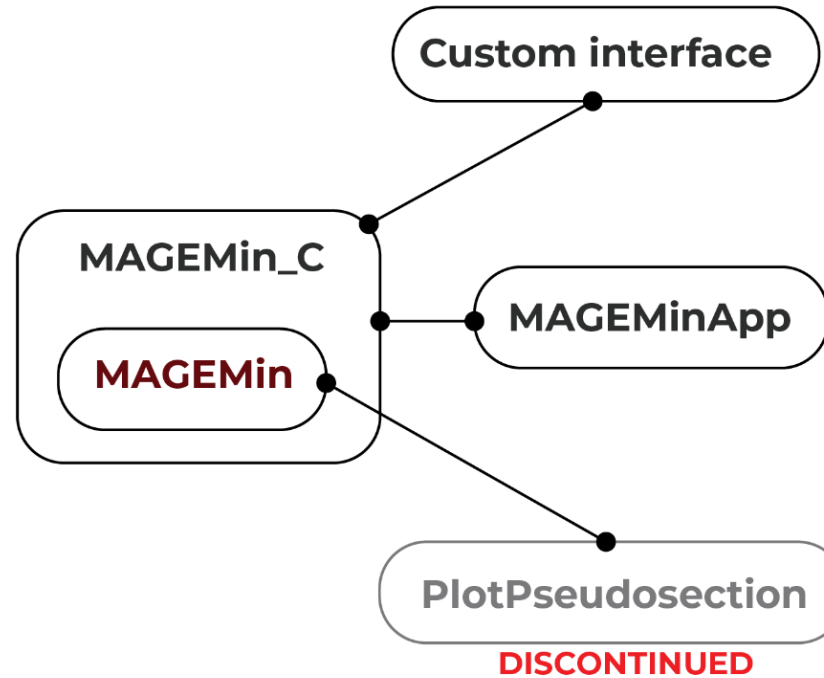 Custom interface
MAGEMin_C
MAGEMinApp
MAGEMin
PlotPseudosection
DISCONTINUED